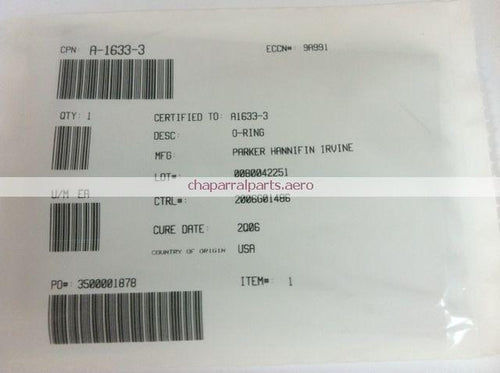 CPN: A-1633-3 ECCN#: 9A991
QTY: 1 CERTIFIED TO: A1633-3
DESC: O-RING
MFG: PARKER HANNIFIN IRVINE
LOT#: 0090042251
chaparralparts.aero
U/M EA CTRL#: 2006G01486
CURE DATE: 2Q06
COUNTRY OF ORIGIN USA
PO#: 3500001878 ITEM#: 1